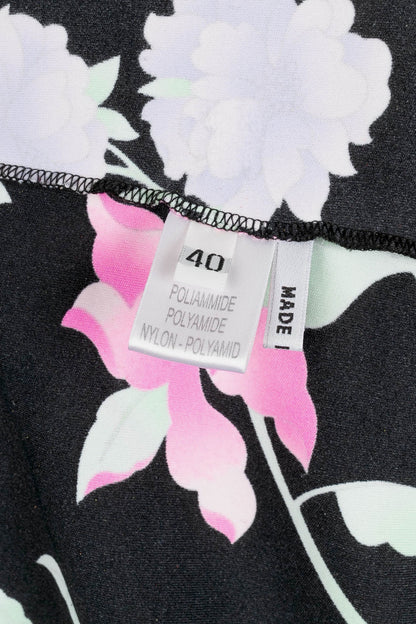 40
POLIAMMIDE
POLYAMIDE
NYLON - POLYAMID
MADE I